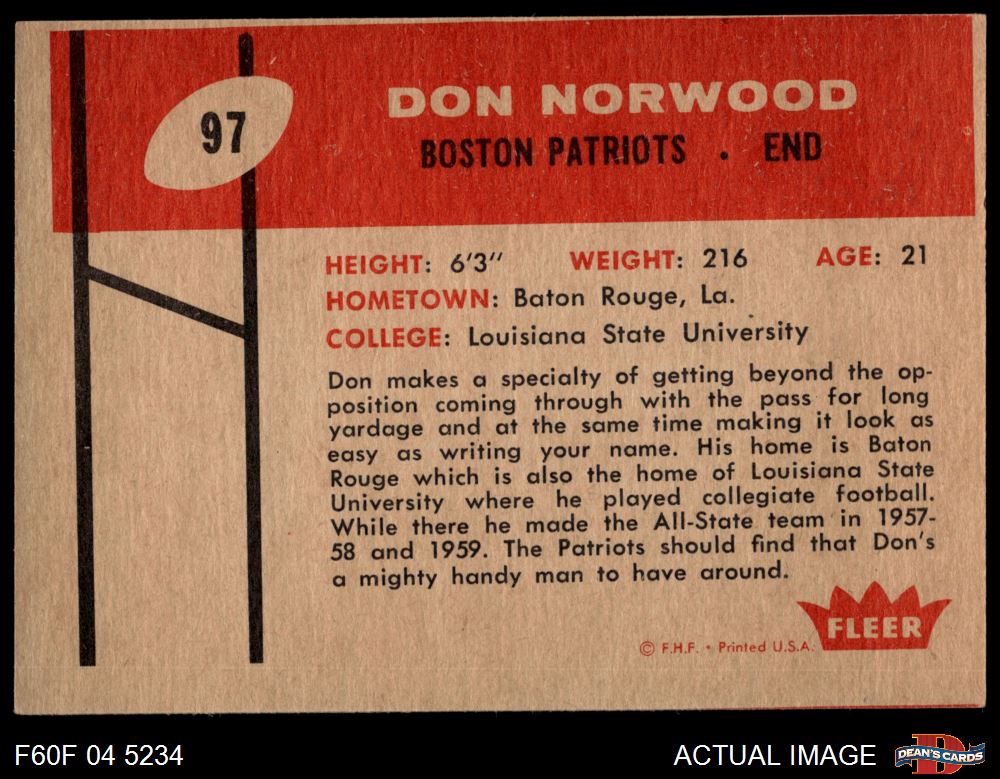 97
DON NORWOOD
BOSTON PATRIOTS . END
HEIGHT: 6'3" WEIGHT: 216 AGE: 21
HOMETOWN: Baton Rouge, La.
COLLEGE: Louisiana State University
Don makes a specialty of getting beyond the op-
position coming through with the pass for long
yardage and at the same time making it look as
easy as writing your name. His home is Baton
Rouge which is also the home of Louisiana State
University where he played collegiate football.
While there he made the All-State team in 1957-
58 and 1959. The Patriots should find that Don's
a mighty handy man to have around.
FLEER
© F.H.F. • Printed U.S.A.
F60F 04 5234
ACTUAL IMAGE
D
DEAN'S CARDS